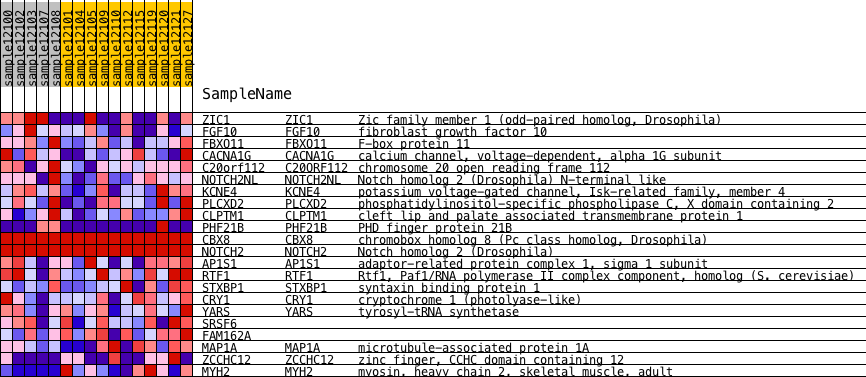 sample12100 sample12102 sample12103 sample12107 sample12108 sample12101 sample12104 sample12105 sample12109 sample12110 sample12112 sample12115 sample12119 sample12120 sample12121 sample12127
SampleName
ZIC1 ZIC1 Zic family member 1 (odd-paired homolog, Drosophila)
FGF10 FGF10 fibroblast growth factor 10
FBXO11 FBXO11 F-box protein 11
CACNA1G CACNA1G calcium channel, voltage-dependent, alpha 1G subunit
C20orf112 C20ORF112 chromosome 20 open reading frame 112
NOTCH2NL NOTCH2NL Notch homolog 2 (Drosophila) N-terminal like
KCNE4 KCNE4 potassium voltage-gated channel, Isk-related family, member 4
PLCXD2 PLCXD2 phosphatidylinositol-specific phospholipase C, X domain containing 2
CLPTM1 CLPTM1 cleft lip and palate associated transmembrane protein 1
PHF21B PHF21B PHD finger protein 21B
CBX8 CBX8 chromobox homolog 8 (Pc class homolog, Drosophila)
NOTCH2 NOTCH2 Notch homolog 2 (Drosophila)
AP1S1 AP1S1 adaptor-related protein complex 1, sigma 1 subunit
RTF1 RTF1 Rtf1, Paf1/RNA polymerase II complex component, homolog (S. cerevisiae)
STXBP1 STXBP1 syntaxin binding protein 1
CRY1 CRY1 cryptochrome 1 (photolyase-like)
YARS YARS tyrosyl-tRNA synthetase
SRSF6
FAM162A
MAP1A MAP1A microtubule-associated protein 1A
ZCCHC12 ZCCHC12 zinc finger, CCHC domain containing 12
MYH2 MYH2 myosin, heavy chain 2, skeletal muscle, adult